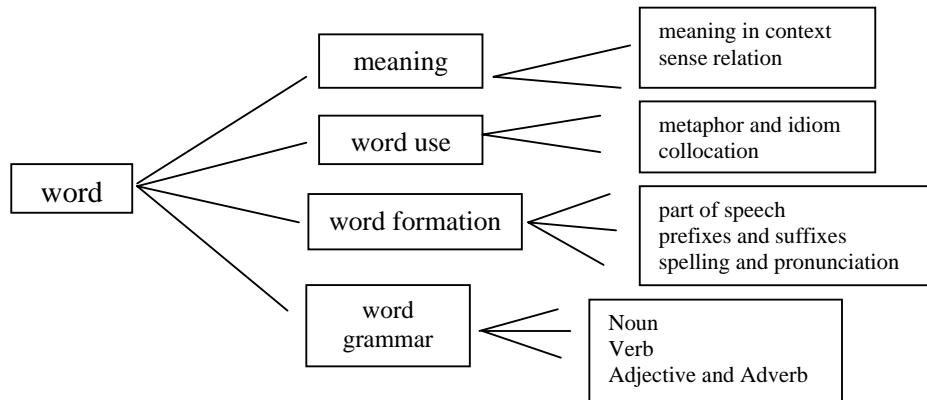 word
meaning
meaning in context
sense relation
word use
metaphor and idiom
collocation
word formation
part of speech
prefixes and suffixes
spelling and pronunciation
word
grammar
Noun
Verb
Adjective and Adverb